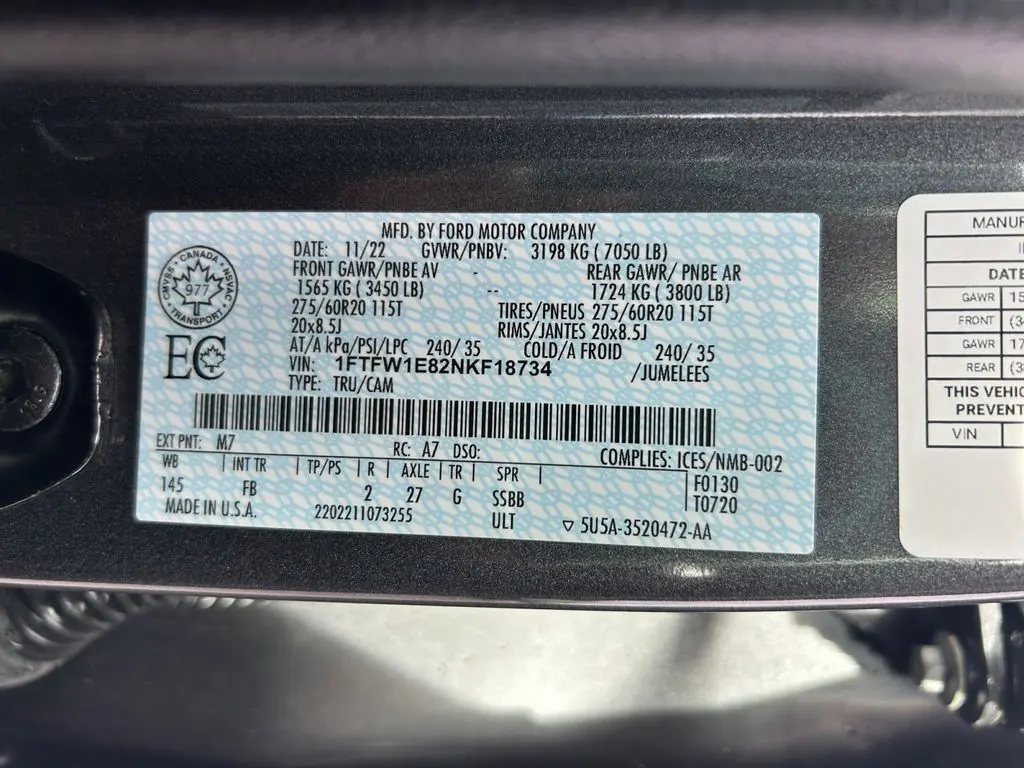 MFD. BY FORD MOTOR COMPANY
DATE: 11/22 GVWR/PNBV: 3198 KG ( 7050 LB)
FRONT GAWR/PNBE AV - REAR GAWR/ PNBE AR
1565 KG ( 3450 LB) -- 1724 KG ( 3800 LB)
275/60R20 115T TIRES/PNEUS 275/60R20 115T
20x8.5J RIMS/JANTES 20x8.5J
AT/A kPa/PSI/LPC 240/ 35 COLD/A FROID 240/ 35
VIN: 1FTFW1E82NKF18734 /JUMELEES
TYPE: TRU/CAM
CANADA
CMVSS NSVAC
977
TRANSPORT
EC
EXT PNT: M7 RC: A7 DSO: COMPLIES: ICES/NMB-002
WB | INT TR | TP/PS | R | AXLE | TR | SPR | F0130
145 FB 2 27 G SSBB T0720
MADE IN U.S.A. 2202211073255 ULT ▽ 5U5A-3520472-AA
MANUF
DATE
GAWR 15
FRONT (3
GAWR 17
REAR (3
THIS VEHIC
PREVENT
VIN